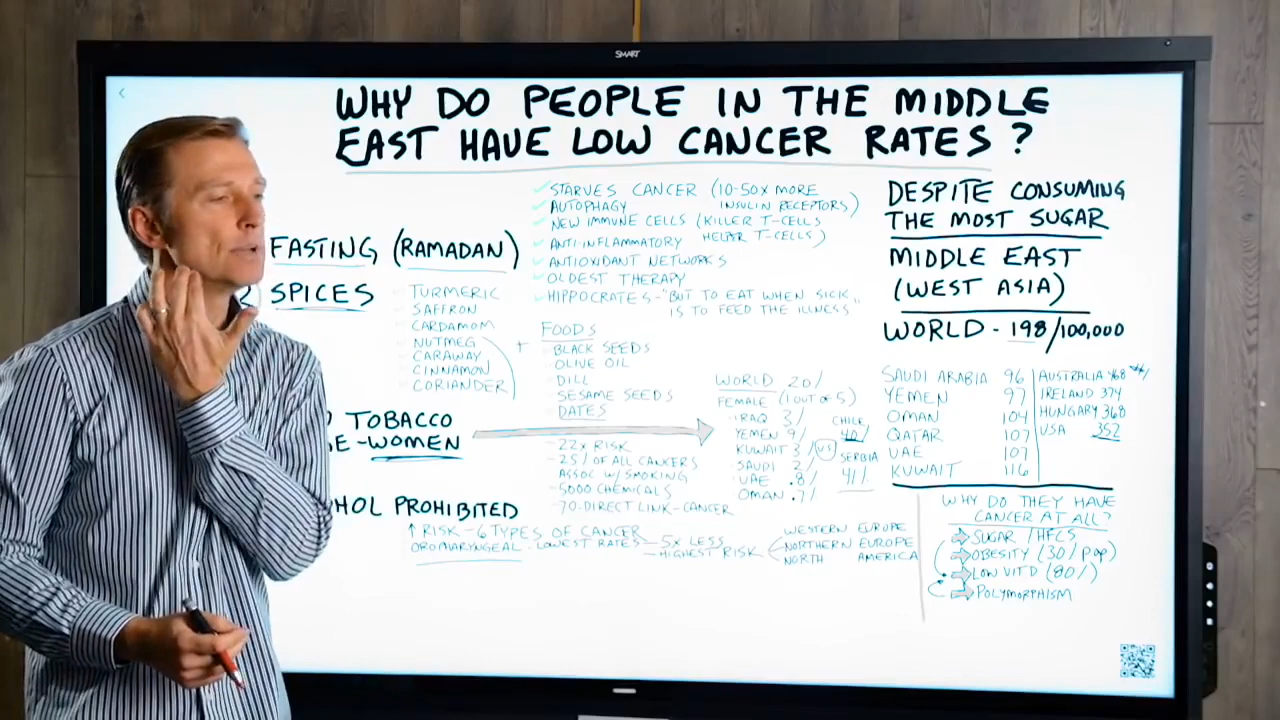 SMART
WHY DO PEOPLE IN THE MIDDLE
EAST HAVE LOW CANCER RATES ?
FASTING (RAMADAN)
2 SPICES
TURMERIC
SAFFRON
CARDAMOM
NUTMEG
CARAWAY
CINNAMON
CORIANDER
+
TOBACCO
-WOMEN
PROHIBITED
STARVES CANCER (10-50X MORE
INSULIN RECEPTORS)
AUTOPHAGY
NEW IMMUNE CELLS (KILLER T-CELLS
HELPER T-CELLS)
ANTI-INFLAMMATORY
ANTIOXIDANT NETWORKS
OLDEST THERAPY
HIPPOCRATES-"BUT TO EAT WHEN SICK,
IS TO FEED THE ILLNESS
FOODS
BLACK SEEDS
OLIVE OIL
DILL
SESAME SEEDS
DATES
-22X RISK
-25% OF ALL CANCERS
ASSOC W/ SMOKING
-5000 CHEMICALS
-70-DIRECT LINK-CANCER
↑ RISK-6 TYPES OF CANCER
OROPHARYNGEAL - LOWEST RATES - 5X LESS
- HIGHEST RISK
WESTERN EUROPE
NORTHERN EUROPE
NORTH AMERICA
WORLD 20%
FEMALE (1 OUT OF 5)
IRAQ 3%
YEMEN 9%
KUWAIT 3%
SAUDI 2%
UAE .8%
OMAN .7%
VS
CHILE
40%
SERBIA
41%
DESPITE CONSUMING
THE MOST SUGAR
MIDDLE EAST
(WEST ASIA)
WORLD - 198/100,000
SAUDI ARABIA 96
YEMEN 97
OMAN 104
QATAR 107
UAE 107
KUWAIT 116
AUSTRALIA 468
IRELAND 374
HUNGARY 368
USA 352
WHY DO THEY HAVE
CANCER AT ALL?
SUGAR / HFCS
OBESITY (30% POP)
LOW VIT D (80%)
POLYMORPHISM